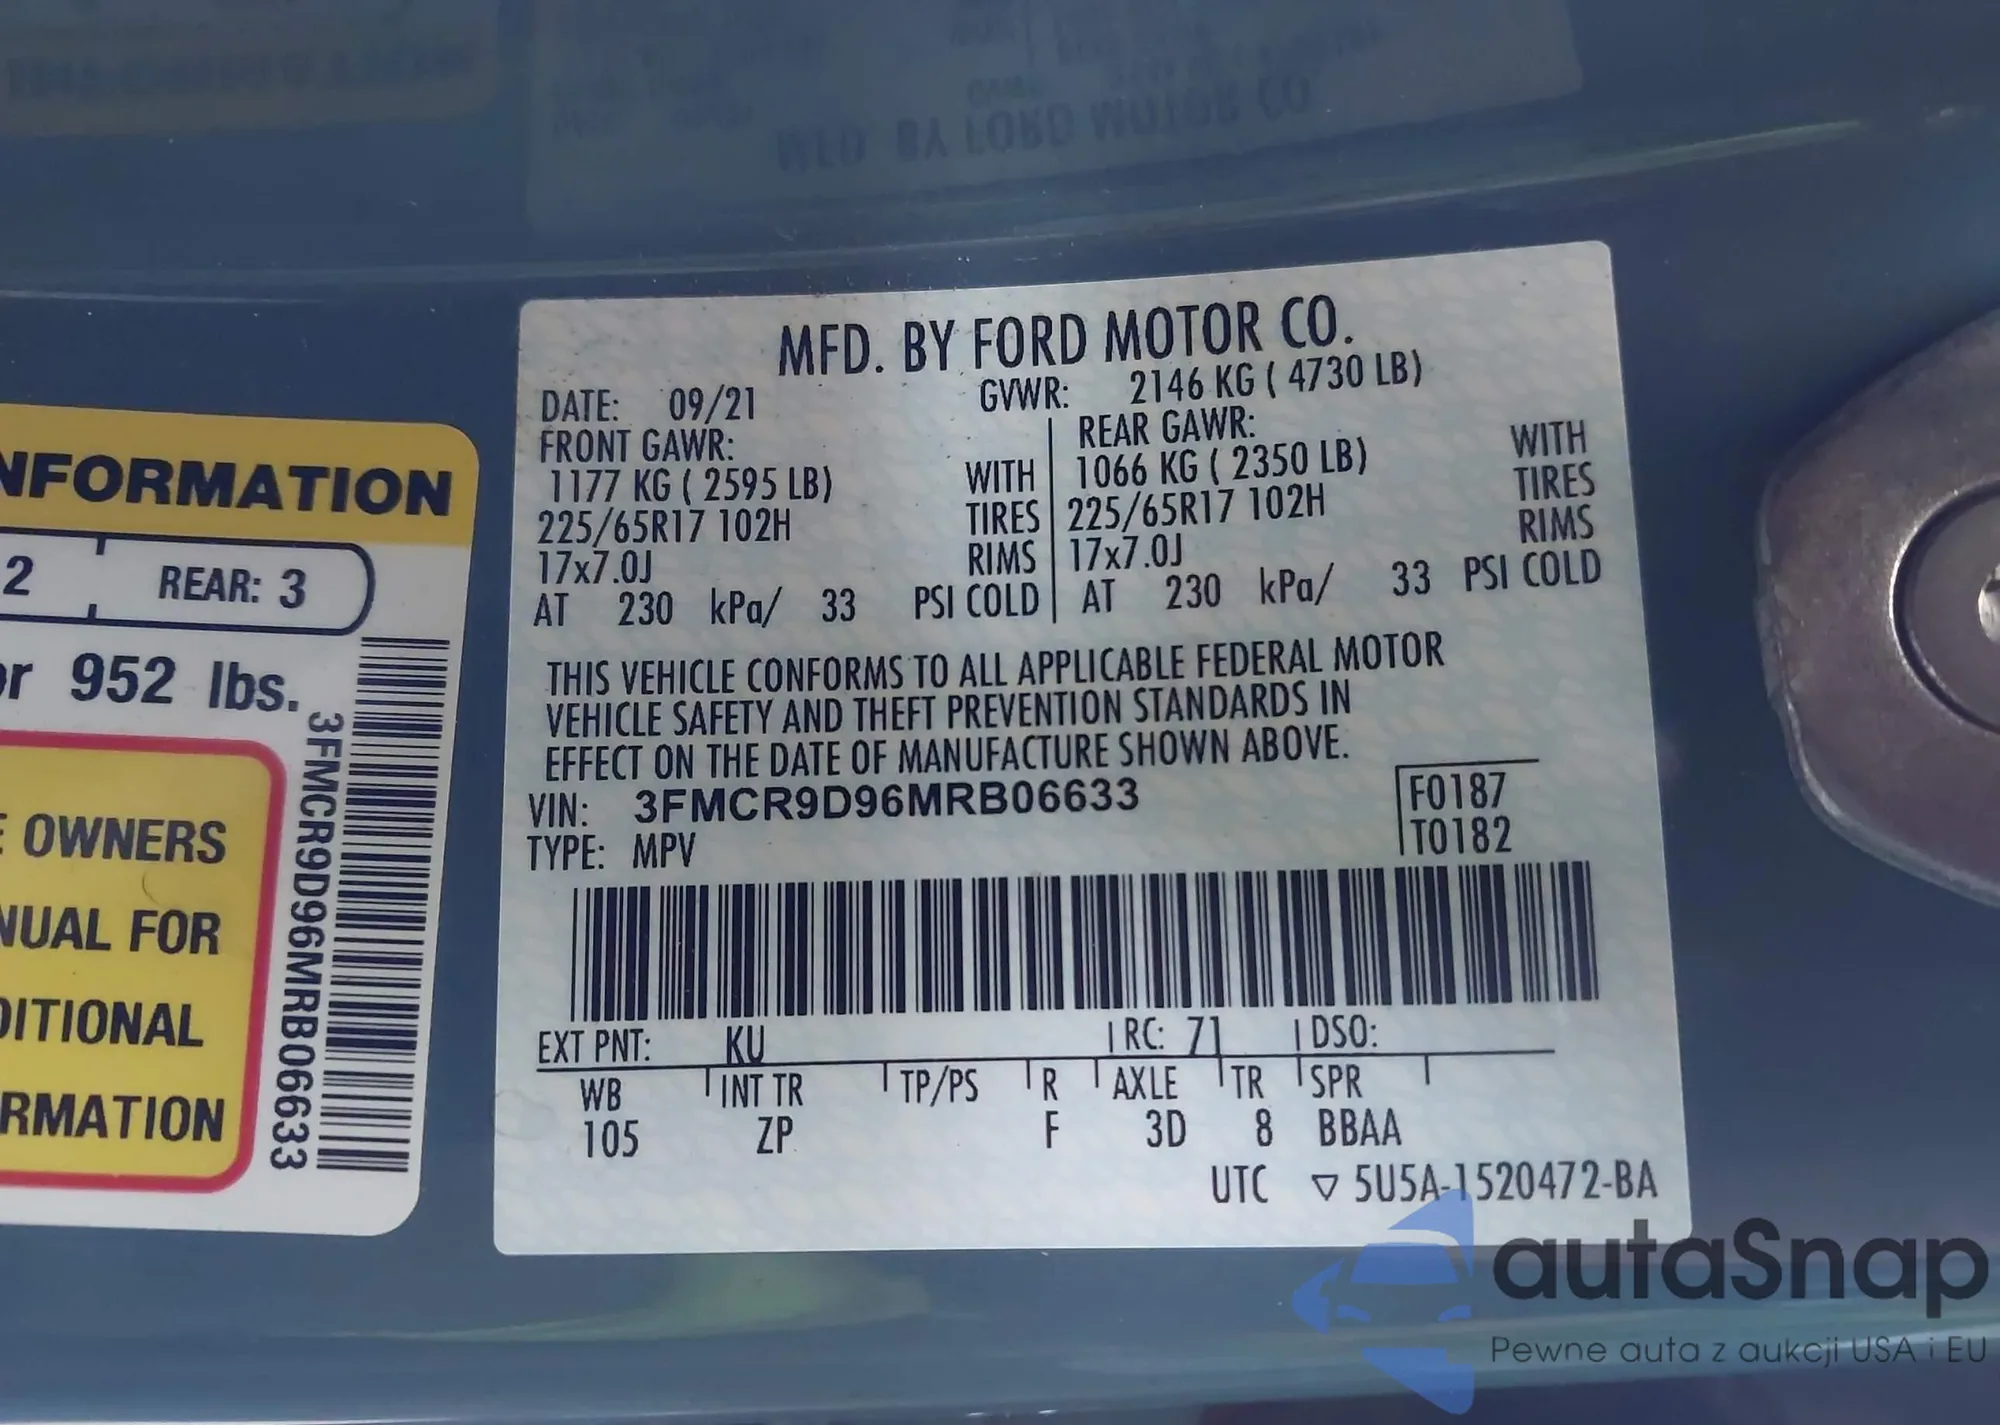 NFORMATION
2 REAR: 3
or 952 lbs.
OWNERS
NUAL FOR
DITIONAL
RMATION
3FMCR9D96MRB06633
MFD. BY FORD MOTOR CO.
DATE: 09/21 GVWR: 2146 KG ( 4730 LB)
FRONT GAWR: REAR GAWR:
1177 KG ( 2595 LB) WITH 1066 KG ( 2350 LB) WITH
225/65R17 102H TIRES 225/65R17 102H TIRES
17x7.0J RIMS 17x7.0J RIMS
AT 230 kPa/ 33 PSI COLD AT 230 kPa/ 33 PSI COLD
THIS VEHICLE CONFORMS TO ALL APPLICABLE FEDERAL MOTOR
VEHICLE SAFETY AND THEFT PREVENTION STANDARDS IN
EFFECT ON THE DATE OF MANUFACTURE SHOWN ABOVE.
VIN: 3FMCR9D96MRB06633 F0187
TYPE: MPV T0182
EXT PNT: KU RC: 71 DSO:
WB INT TR TP/PS R AXLE TR SPR
105 ZP F 3D 8 BBAA
UTC ▽ 5U5A-1520472-BA
autaSnap
Pewne auta z aukcji USA i EU